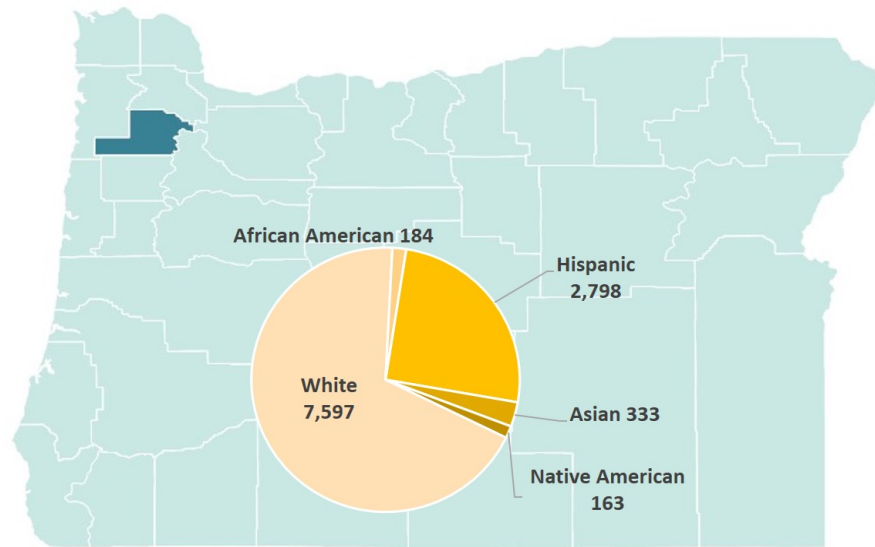 African American 184
Hispanic
2,798
White
7,597
Asian 333
Native American
163